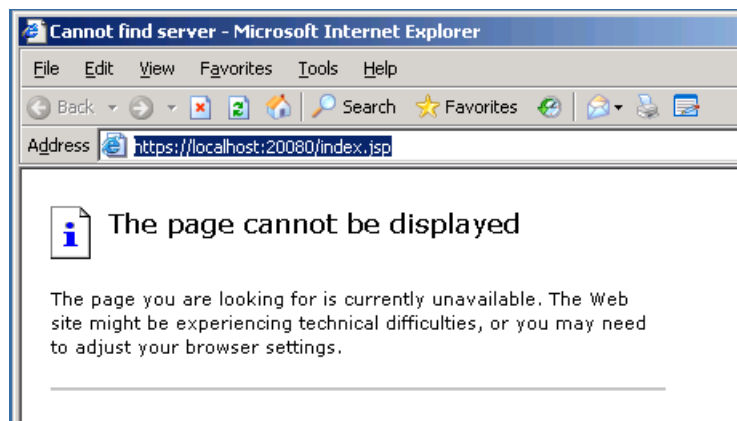 Cannot find server - Microsoft Internet Explorer
File Edit View Favorites Tools Help
Back Search Favorites
Address https://localhost:20080/index.jsp
The page cannot be displayed
The page you are looking for is currently unavailable. The Web
site might be experiencing technical difficulties, or you may need
to adjust your browser settings.